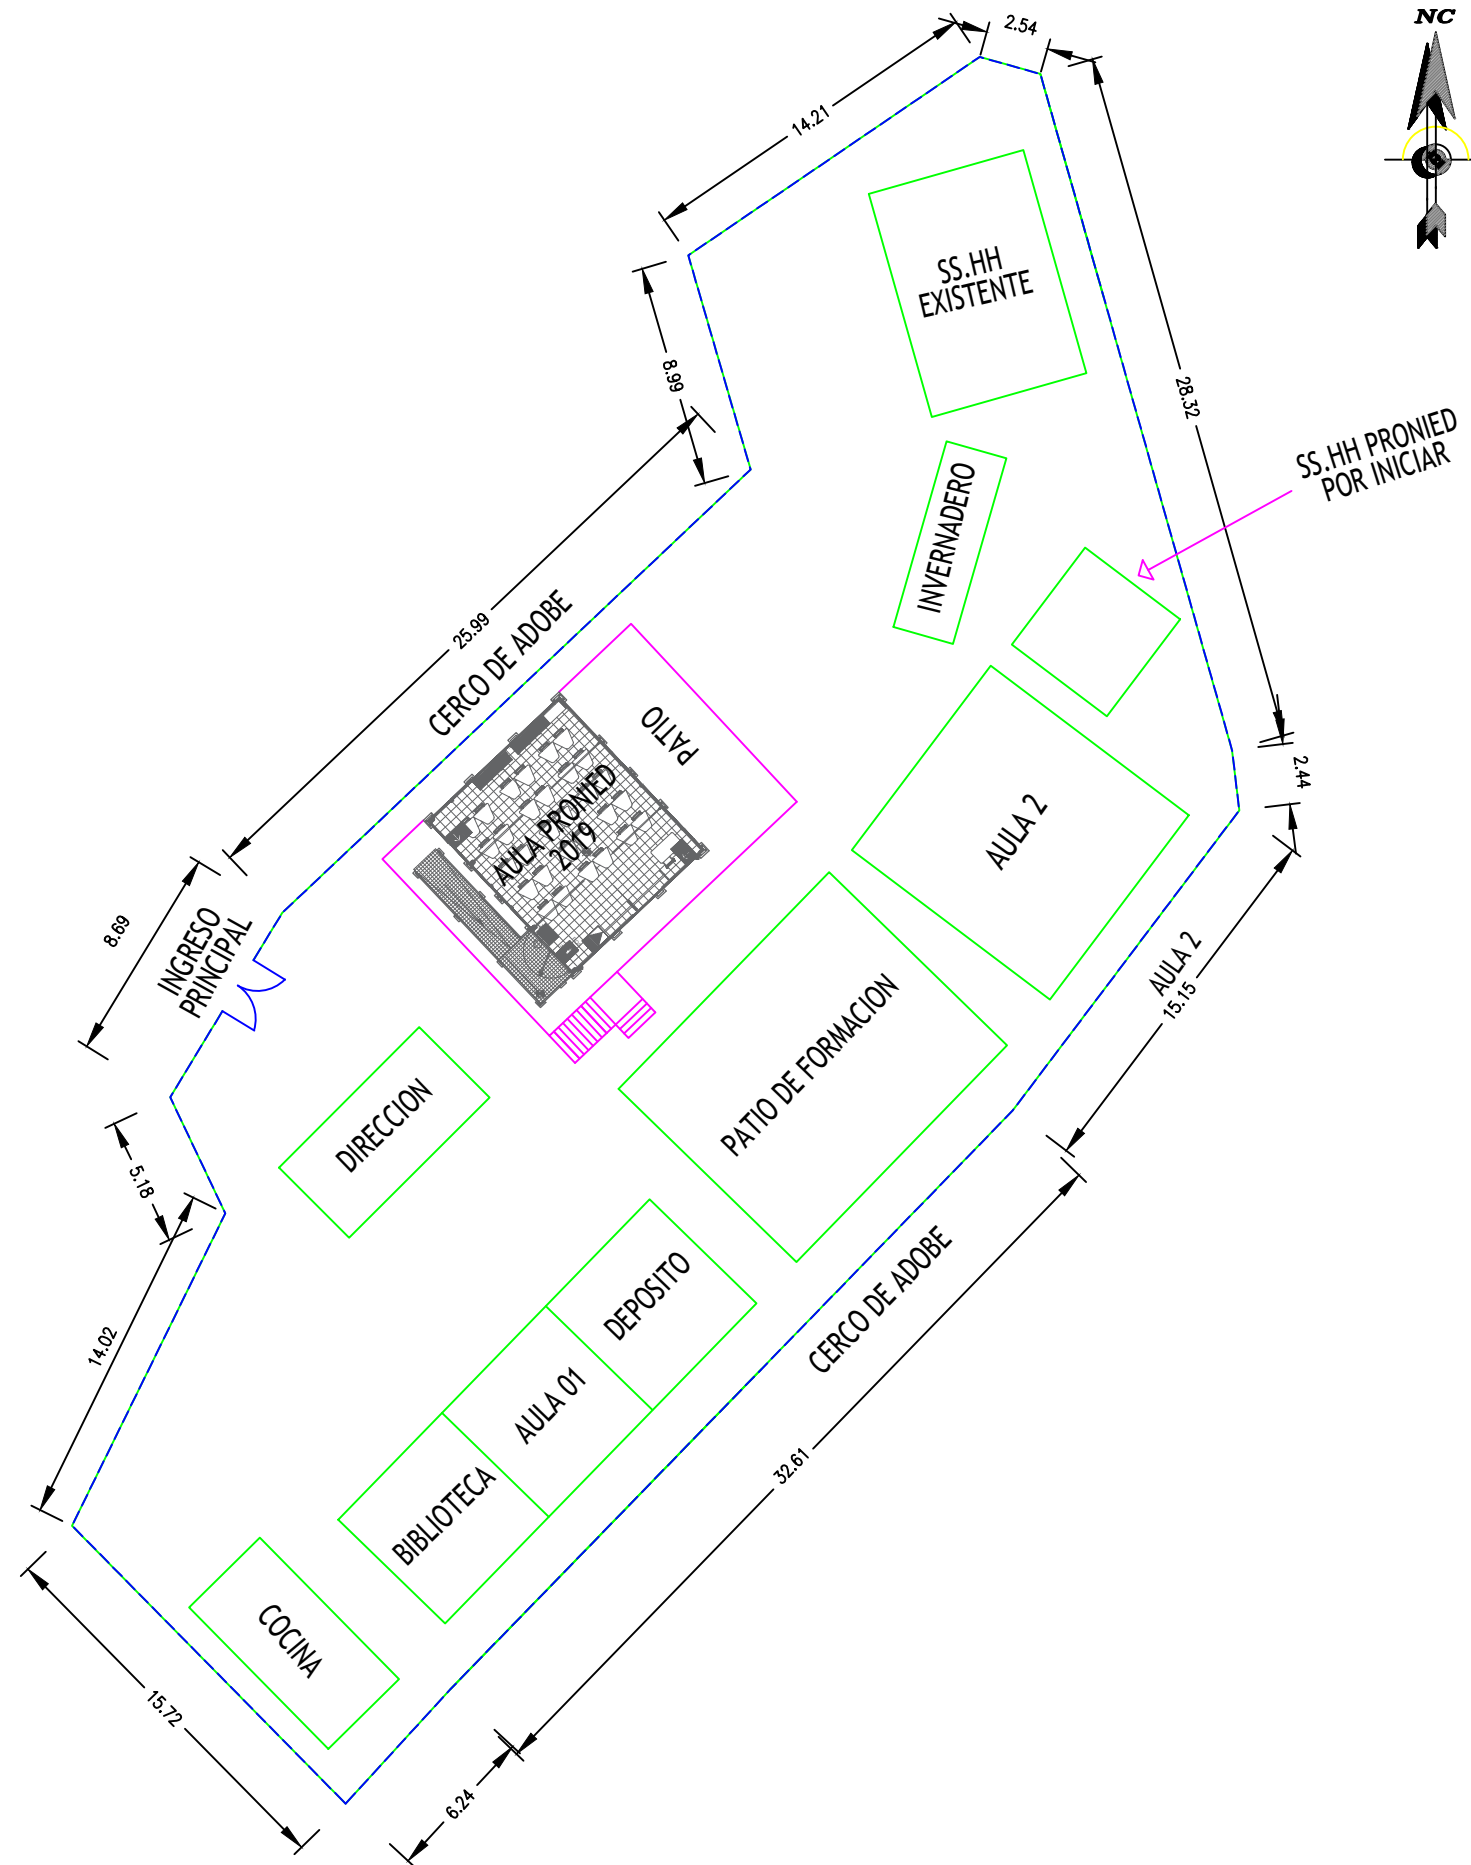 NC
2.54
14.21
SS.HH
EXISTENTE
8.99
28.32
SS.HH PRONIED
POR INICIAR
INVERNADERO
25.99
CERCO DE ADOBE
PATIO
2.44
AULA PRONIED
2019
AULA 2
8.69
INGRESO
PRINCIPAL
AULA 2
15.15
PATIO DE FORMACION
DIRECCION
5.18
DEPOSITO
CERCO DE ADOBE
14.02
AULA 01
32.61
BIBLIOTECA
COCINA
15.72
6.24